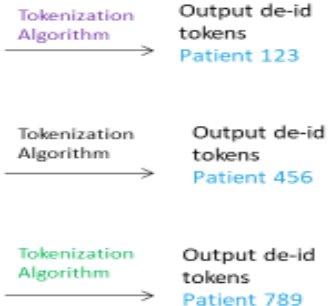 Tokenization
Algorithm
Output de-id
tokens
Patient 123
Tokenization
Algorithm
Output de-id
tokens
Patient 456
Tokenization
Algorithm
Output de-id
tokens
Patient 789